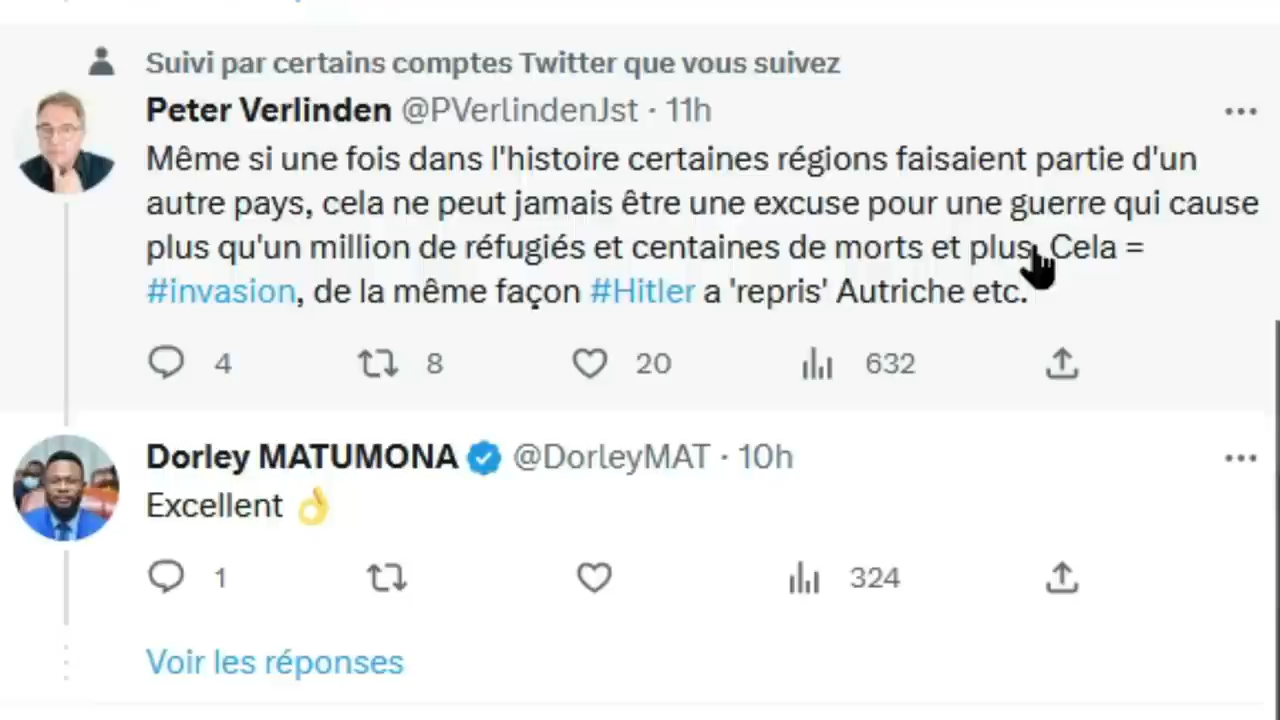 Suivi par certains comptes Twitter que vous suivez
Peter Verlinden @PVerlindenJst · 11h
Même si une fois dans l'histoire certaines régions faisaient partie d'un
autre pays, cela ne peut jamais être une excuse pour une guerre qui cause
plus qu'un million de réfugiés et centaines de morts et plus. Cela =
#invasion, de la même façon #Hitler a 'repris' Autriche etc.
4 8 20 632
Dorley MATUMONA @DorleyMAT · 10h
Excellent 👌
1 324
Voir les réponses